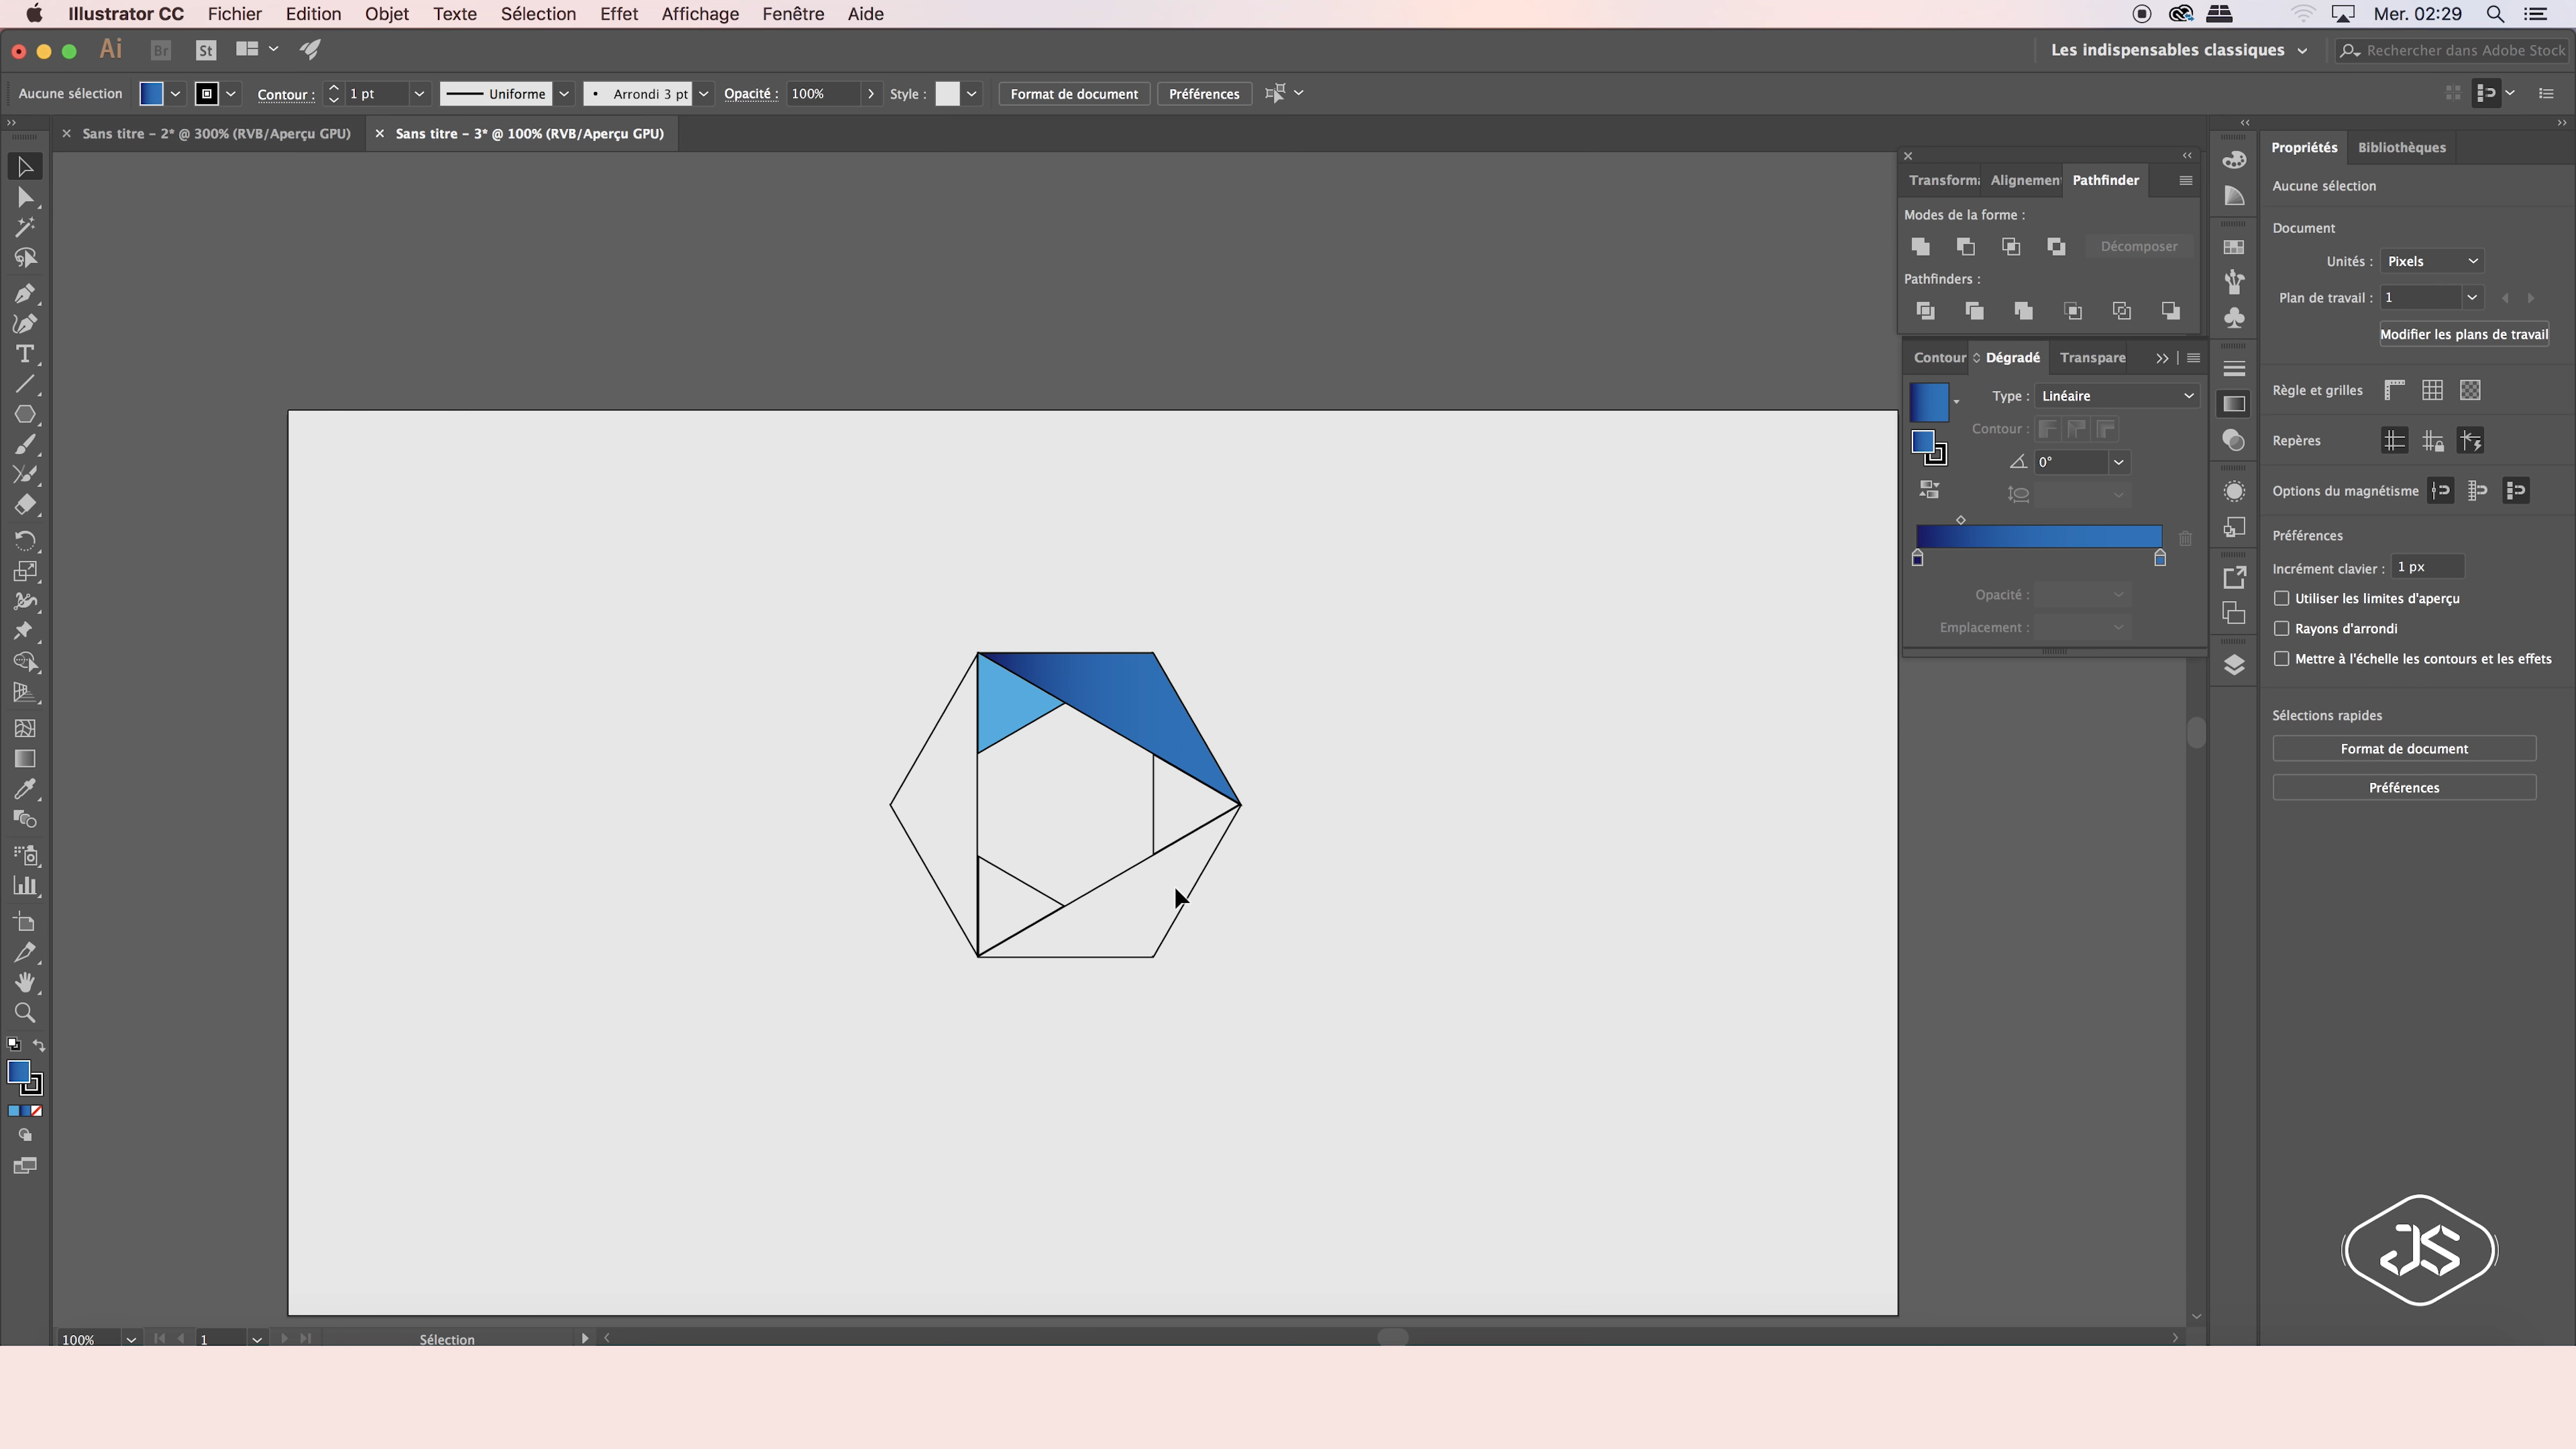 Illustrator CC Fichier Edition Objet Texte Sélection Effet Affichage Fenêtre Aide Mer. 02:29
Ai Br St Les indispensables classiques Rechercher dans Adobe Stock
Aucune sélection Contour : 1 pt Uniforme Arrondi 3 pt Opacité : 100% Style : Format de document Préférences
Sans titre - 2* @ 300% (RVB/Aperçu GPU) Sans titre - 3* @ 100% (RVB/Aperçu GPU)
Transforma Alignemen Pathfinder
Modes de la forme :
Décomposer
Pathfinders :
Contour Dégradé Transpare
Type : Linéaire
Contour :
0°
Opacité :
Emplacement :
Propriétés Bibliothèques
Aucune sélection
Document
Unités : Pixels
Plan de travail : 1
Modifier les plans de travail
Règle et grilles
Repères
Options du magnétisme
Préférences
Incrément clavier : 1 px
Utiliser les limites d'aperçu
Rayons d'arrondi
Mettre à l'échelle les contours et les effets
Sélections rapides
Format de document
Préférences
JS
100% 1 Sélection